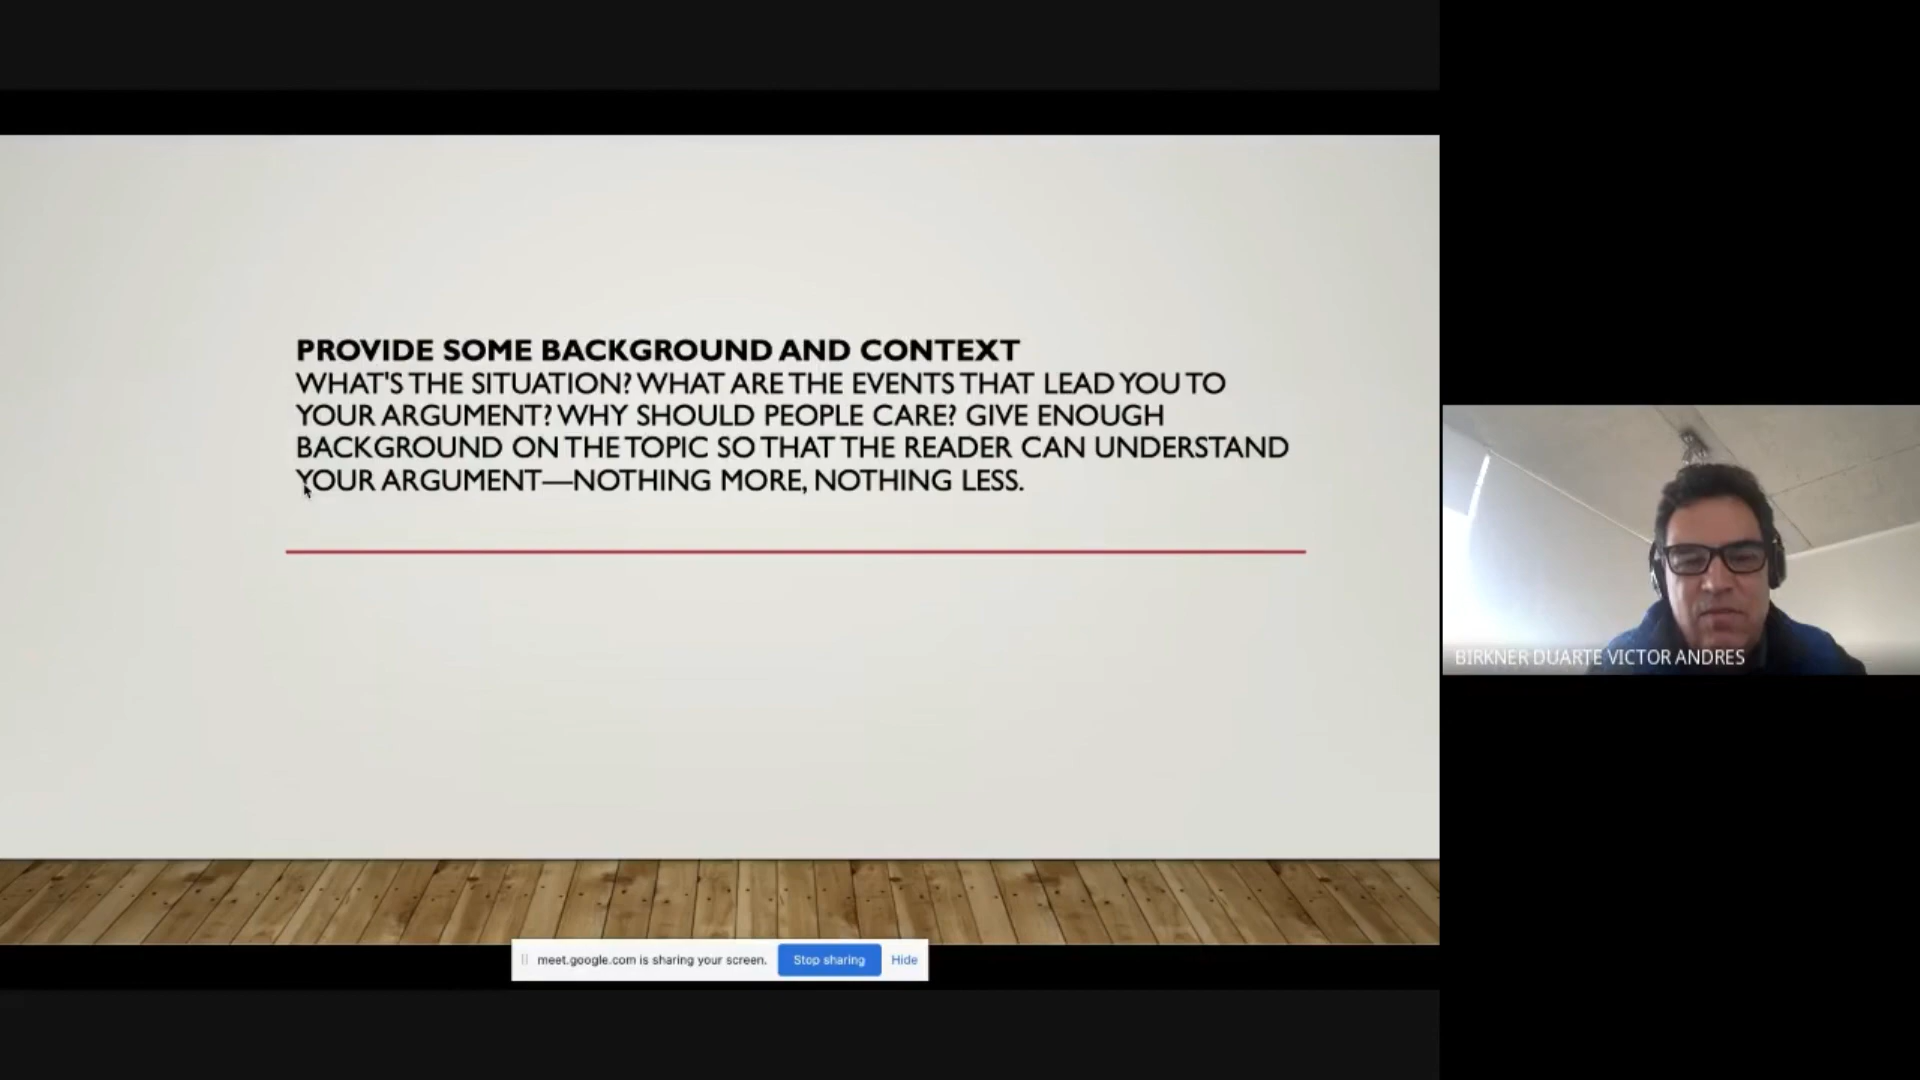 PROVIDE SOME BACKGROUND AND CONTEXT
WHAT'S THE SITUATION? WHAT ARE THE EVENTS THAT LEAD YOU TO
YOUR ARGUMENT? WHY SHOULD PEOPLE CARE? GIVE ENOUGH
BACKGROUND ON THE TOPIC SO THAT THE READER CAN UNDERSTAND
YOUR ARGUMENT—NOTHING MORE, NOTHING LESS.
BIRKNER DUARTE VICTOR ANDRES
meet.google.com is sharing your screen.
Stop sharing
Hide